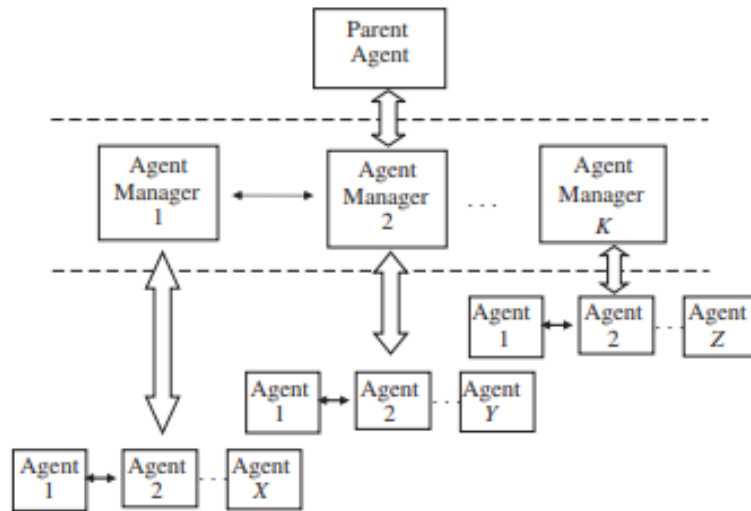 Parent
Agent
Agent
Manager
1
Agent
Manager
2
. . .
Agent
Manager
K
Agent
1
Agent
2
. . .
Agent
Z
Agent
1
Agent
2
. . .
Agent
Y
Agent
1
Agent
2
. . .
Agent
X